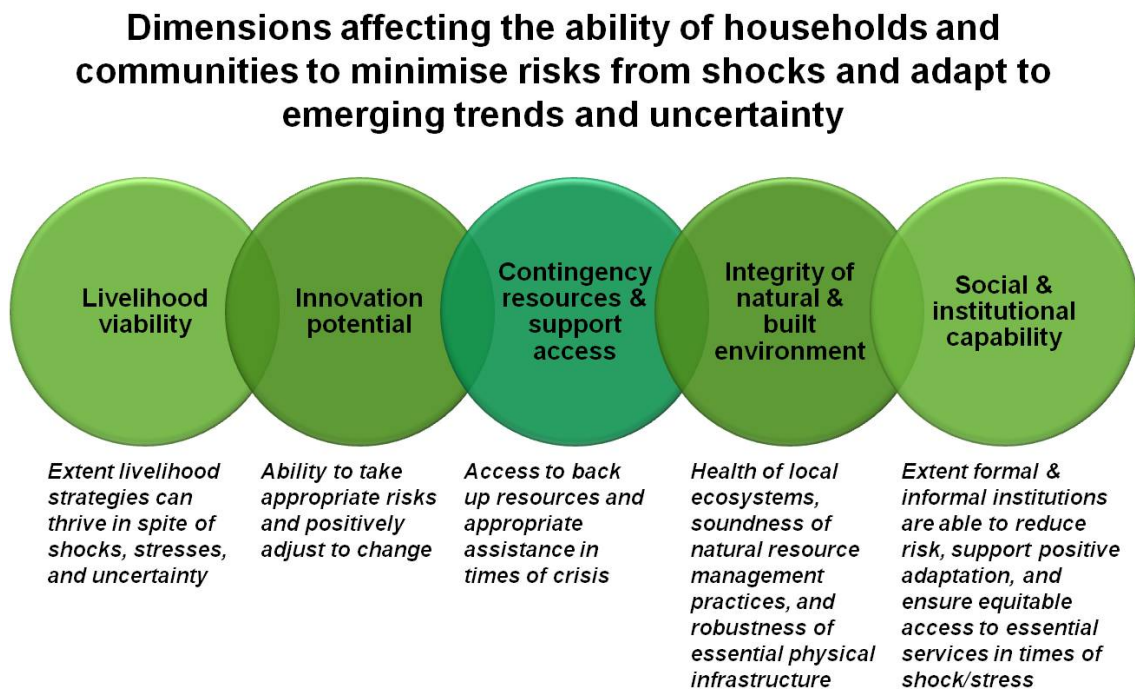 Dimensions affecting the ability of households and
communities to minimise risks from shocks and adapt to
emerging trends and uncertainty
Livelihood
viability
Innovation
potential
Contingency
resources &
support
access
Integrity of
natural &
built
environment
Social &
institutional
capability
Extent livelihood
strategies can
thrive in spite of
shocks, stresses,
and uncertainty
Ability to take
appropriate risks
and positively
adjust to change
Access to back
up resources and
appropriate
assistance in
times of crisis
Health of local
ecosystems,
soundness of
natural resource
management
practices, and
robustness of
essential physical
infrastructure
Extent formal &
informal institutions
are able to reduce
risk, support positive
adaptation, and
ensure equitable
access to essential
services in times of
shock/stress